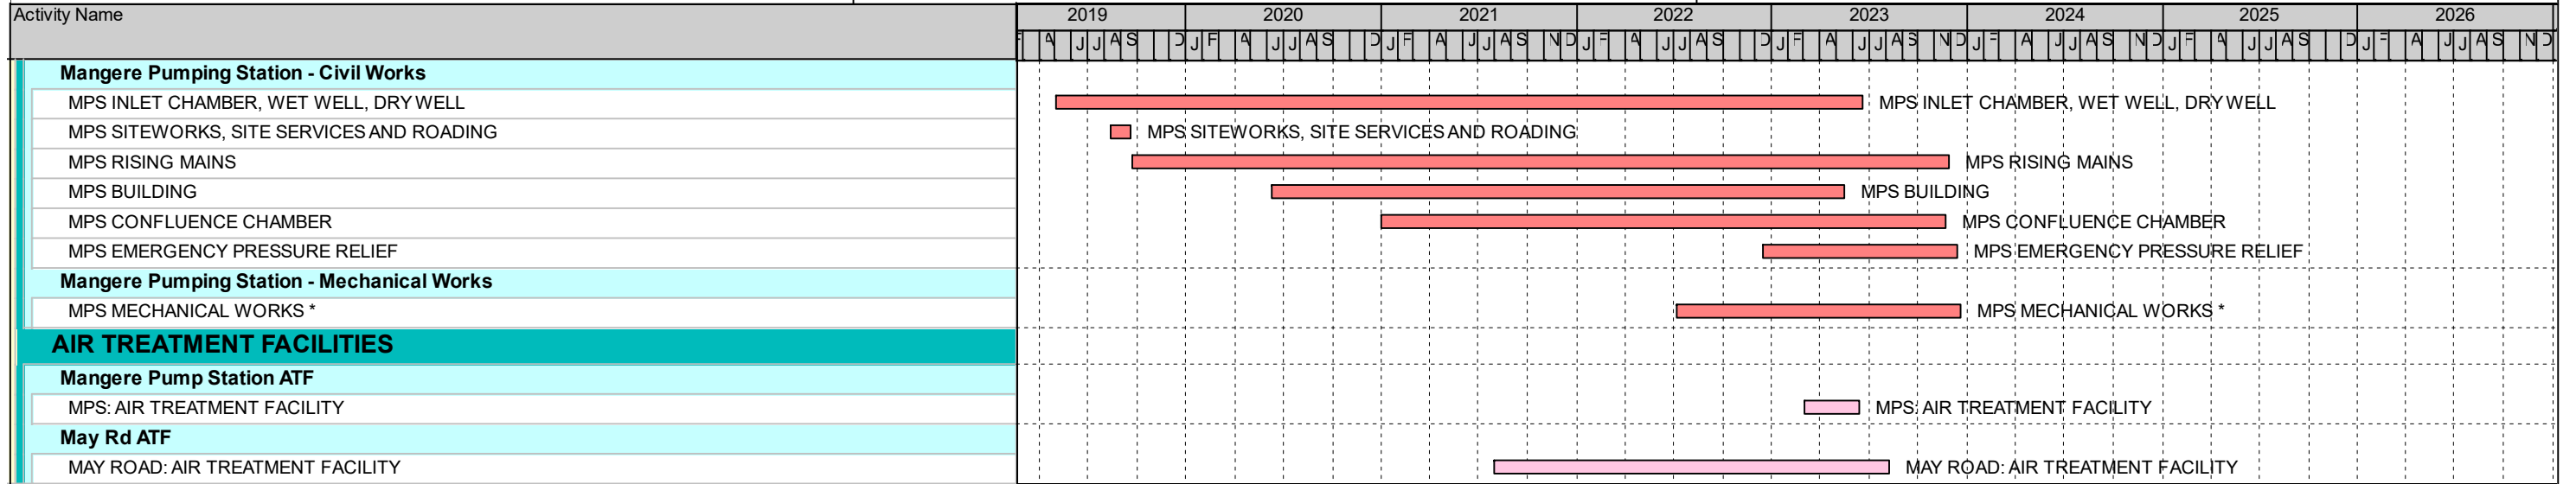 Activity Name
2019 2020 2021 2022 2023 2024 2025 2026
F A J J A S D J F A J J A S D J F A J J A S N D J F A J J A S D J F A J J A S N D J F A J J A S N D J F A J J A S D J F A J J A S N D
Mangere Pumping Station - Civil Works
MPS INLET CHAMBER, WET WELL, DRY WELL MPS INLET CHAMBER, WET WELL, DRY WELL
MPS SITEWORKS, SITE SERVICES AND ROADING MPS SITEWORKS, SITE SERVICES AND ROADING
MPS RISING MAINS MPS RISING MAINS
MPS BUILDING MPS BUILDING
MPS CONFLUENCE CHAMBER MPS CONFLUENCE CHAMBER
MPS EMERGENCY PRESSURE RELIEF MPS EMERGENCY PRESSURE RELIEF
Mangere Pumping Station - Mechanical Works
MPS MECHANICAL WORKS * MPS MECHANICAL WORKS *
AIR TREATMENT FACILITIES
Mangere Pump Station ATF
MPS: AIR TREATMENT FACILITY MPS: AIR TREATMENT FACILITY
May Rd ATF
MAY ROAD: AIR TREATMENT FACILITY MAY ROAD: AIR TREATMENT FACILITY